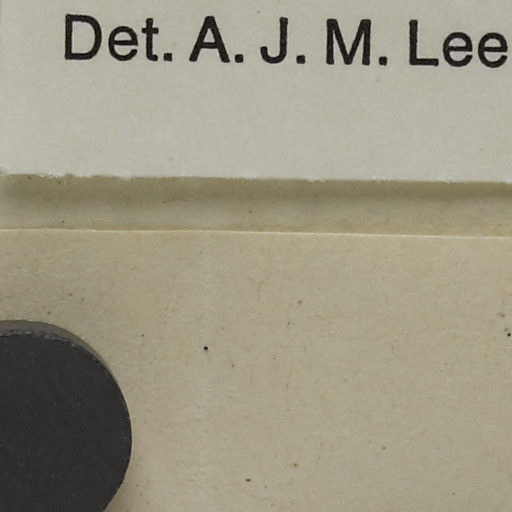 Det. A. J. M. Lee